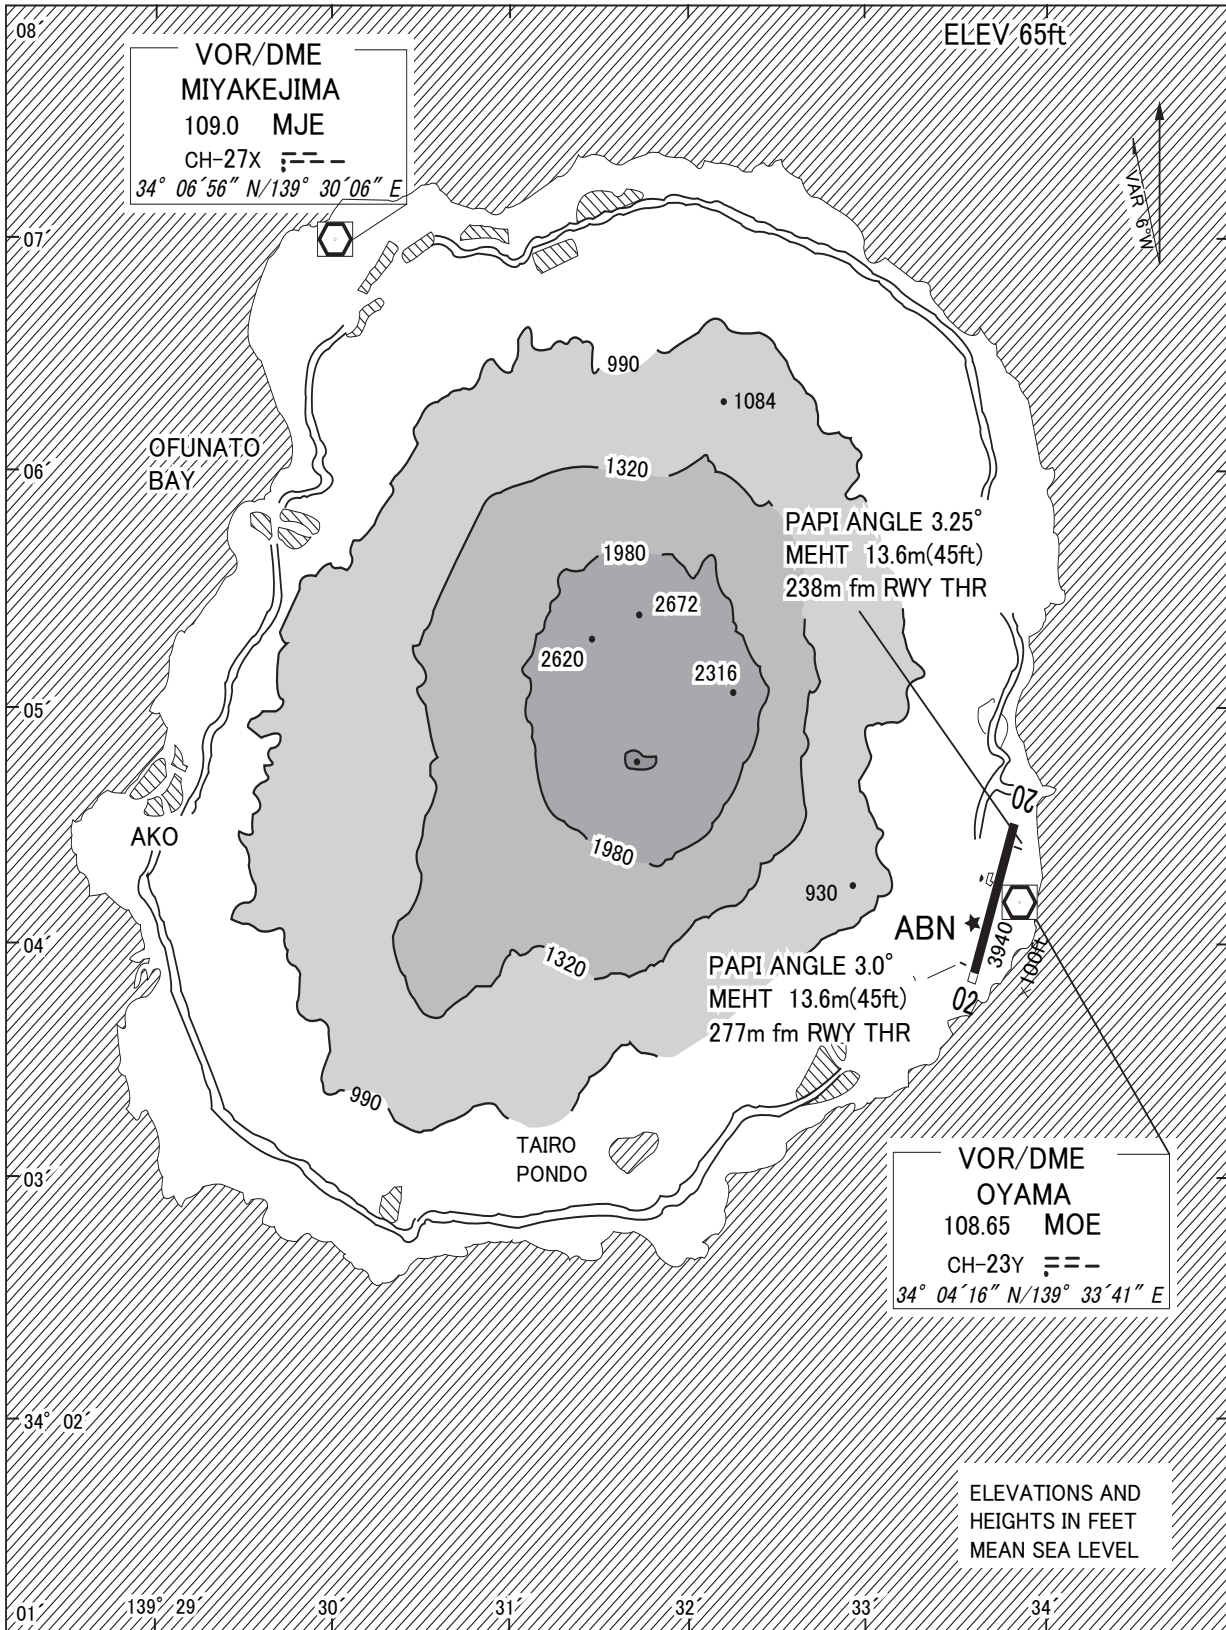 08´
ELEV 65ft
VOR/DME
MIYAKEJIMA
109.0 MJE
CH-27X
34° 06´56″ N/139° 30´06″ E
VAR 6°W
07´
990
1084
OFUNATO
BAY
06´
1320
PAPI ANGLE 3.25°
MEHT 13.6m(45ft)
238m fm RWY THR
1980
2672
2620
2316
05´
20
AKO
1980
930
ABN
04´
3940
×100ft
1320
PAPI ANGLE 3.0°
MEHT 13.6m(45ft)
277m fm RWY THR
02
990
TAIRO
PONDO
03´
VOR/DME
OYAMA
108.65 MOE
CH-23Y
34° 04´16″ N/139° 33´41″ E
34° 02´
ELEVATIONS AND
HEIGHTS IN FEET
MEAN SEA LEVEL
01´
139° 29´ 30´ 31´ 32´ 33´ 34´